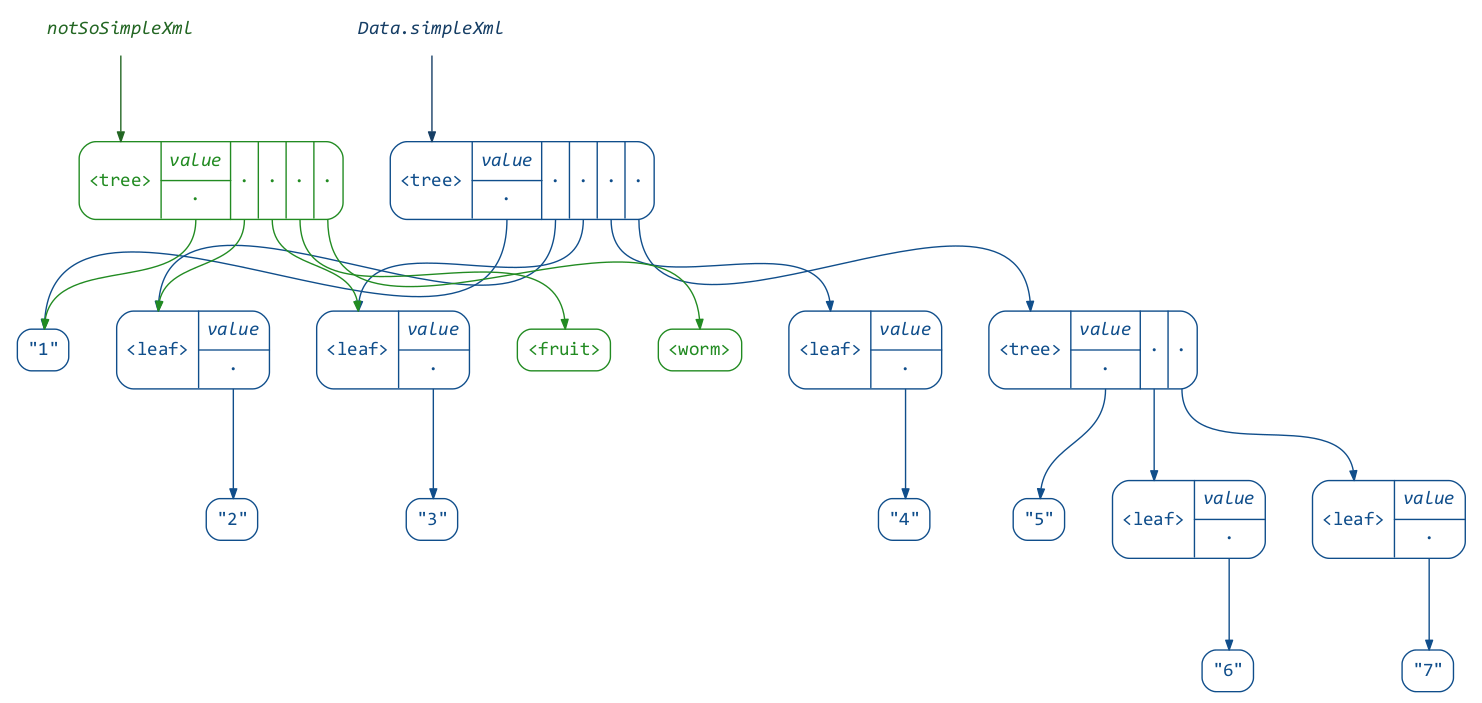 notSoSimpleXml
Data.simpleXml
<tree>
value
.
.
.
.
.
<tree>
value
.
.
.
.
.
"1"
<leaf>
value
.
<leaf>
value
.
<fruit>
<worm>
<leaf>
value
.
<tree>
value
.
.
.
"2"
"3"
"4"
"5"
<leaf>
value
.
<leaf>
value
.
"6"
"7"